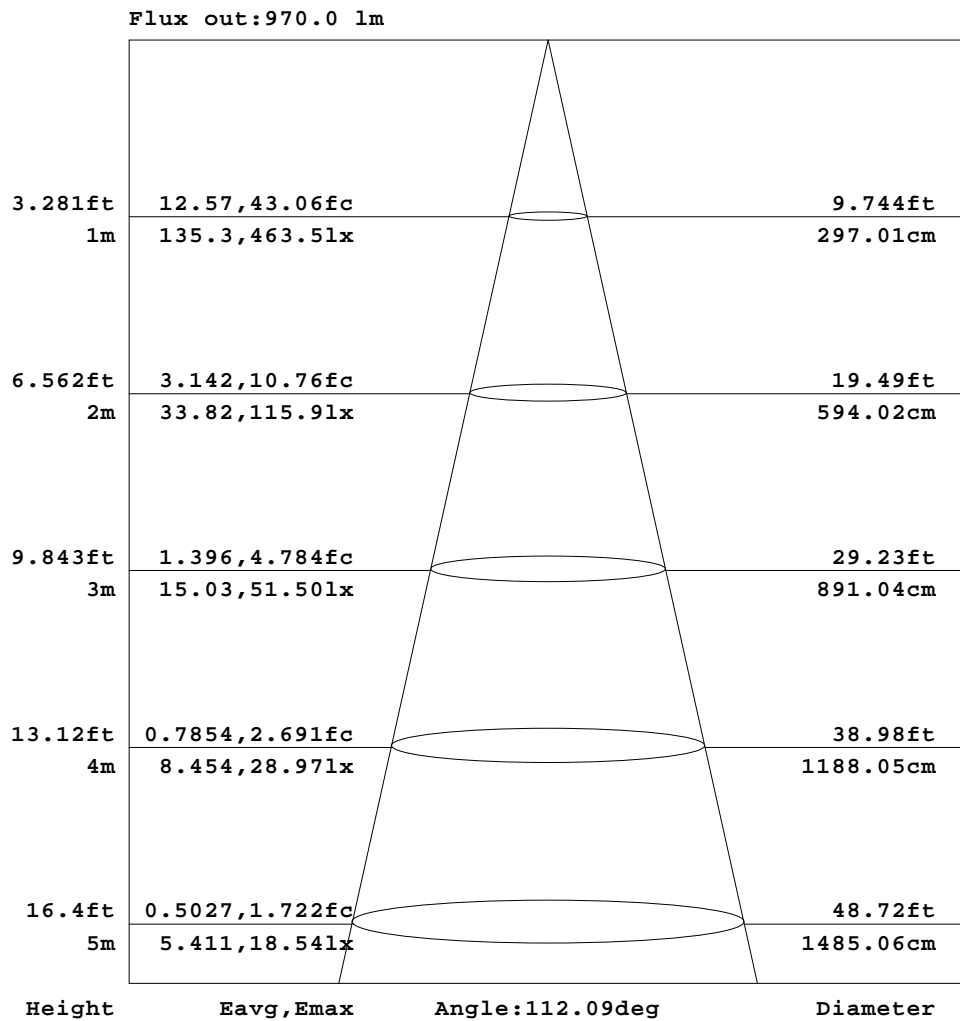 Flux out:970.0 lm
3.281ft 12.57,43.06fc 9.744ft
1m 135.3,463.5lx 297.01cm
6.562ft 3.142,10.76fc 19.49ft
2m 33.82,115.9lx 594.02cm
9.843ft 1.396,4.784fc 29.23ft
3m 15.03,51.50lx 891.04cm
13.12ft 0.7854,2.691fc 38.98ft
4m 8.454,28.97lx 1188.05cm
16.4ft 0.5027,1.722fc 48.72ft
5m 5.411,18.54lx 1485.06cm
Height Eavg,Emax Angle:112.09deg Diameter